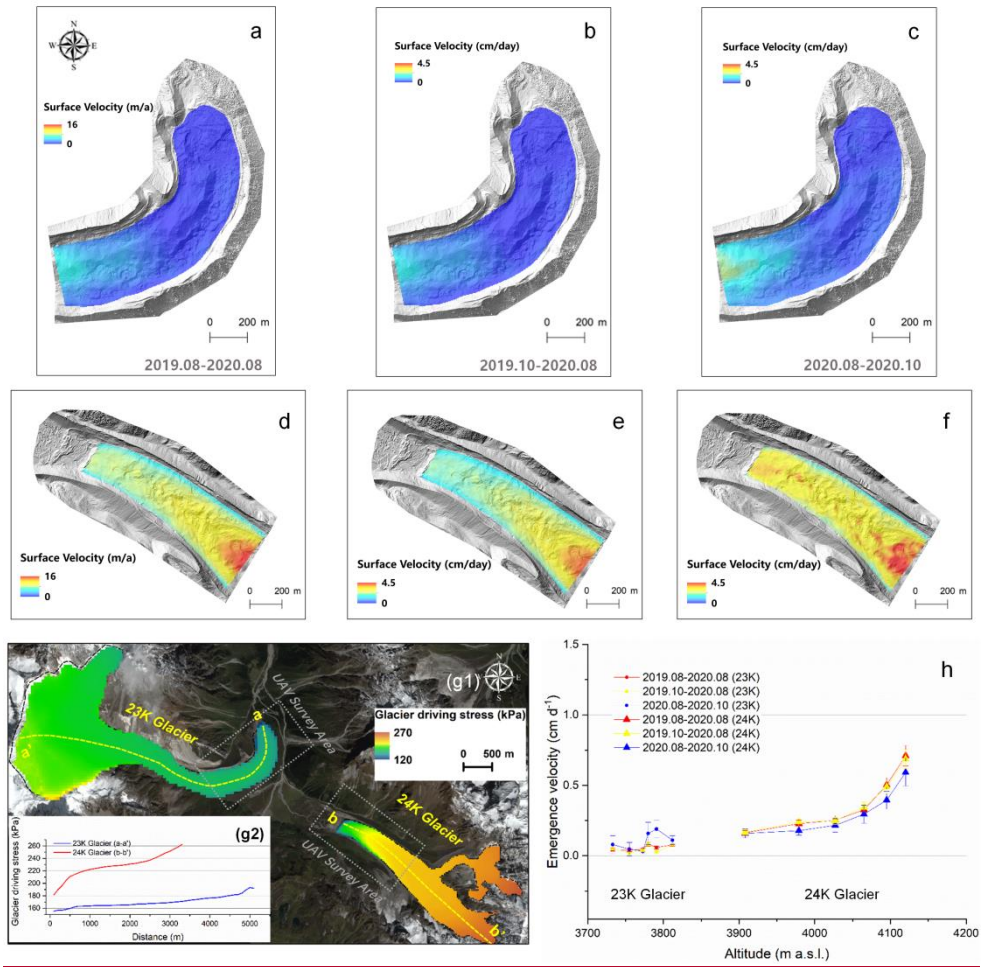 a
N
W E
S
Surface Velocity (m/a)
16
0
0 200 m
2019.08-2020.08
b
Surface Velocity (cm/day)
4.5
0
0 200 m
2019.10-2020.08
c
Surface Velocity (cm/day)
4.5
0
0 200 m
2020.08-2020.10
d
Surface Velocity (m/a)
16
0
0 200 m
e
Surface Velocity (cm/day)
4.5
0
0 200 m
f
Surface Velocity (cm/day)
4.5
0
0 200 m
(g1)
N
W E
S
UAV Survey Area
23K Glacier
a
a'
Glacier driving stress (kPa)
270
120
0 500 m
24K Glacier
b
b'
UAV Survey Area
(g2)
23K Glacier (a-a')
24K Glacier (b-b')
Glacier driving stress (kPa)
260
240
220
200
180
160
0 1000 2000 3000 4000 5000
Distance (m)
h
2019.08-2020.08 (23K)
2019.10-2020.08 (23K)
2020.08-2020.10 (23K)
2019.08-2020.08 (24K)
2019.10-2020.08 (24K)
2020.08-2020.10 (24K)
Emergence velocity (cm d⁻¹)
1.5
1.0
0.5
0.0
23K Glacier 24K Glacier
3700 3800 3900 4000 4100 4200
Altitude (m a.s.l.)